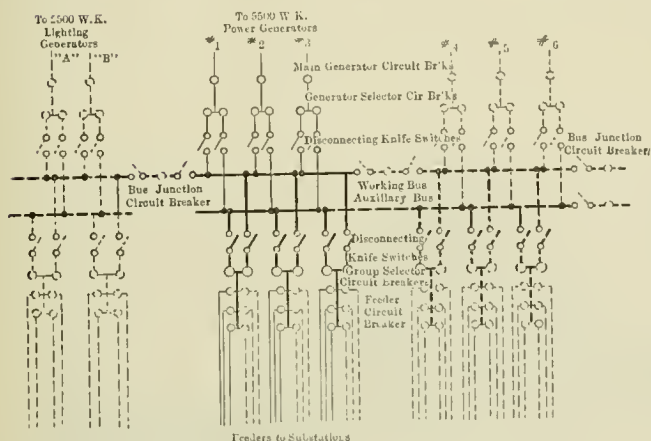 To 5500 W.K.
Lighting
Generators
"A" "B"
To 5500 W. K.
Power Generators
#1 #2 #3 #4 #5 #6
Main Generator Circuit Br'ks
Generator Selector Cir Br'ks
Disconnecting Knife Switches
Bus Junction
Circuit Breaker
Bus Junction
Circuit Breaker
Working Bus
Auxiliary Bus
Disconnecting
Knife Switches
Group Selector
Circuit Breakers
Feeder
Circuit
Breaker
Feeders to Substations